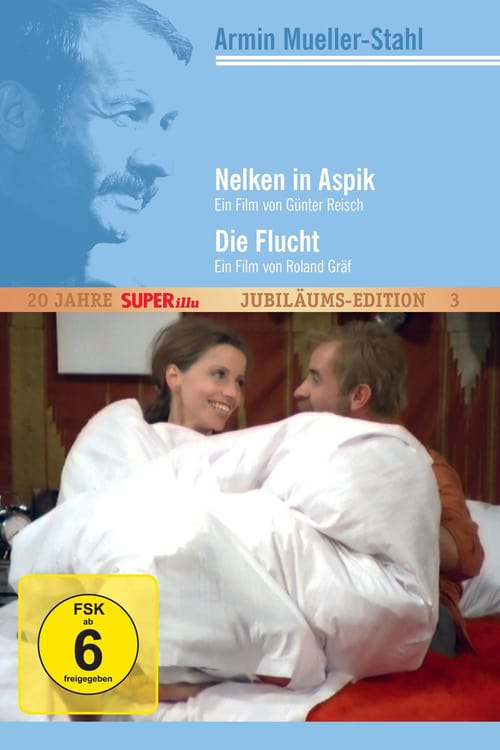 Armin Mueller-Stahl
Nelken in Aspik
Ein Film von Günter Reisch
Die Flucht
Ein Film von Roland Gräf
20 JAHRE SUPERillu JUBILÄUMS-EDITION 3
FSK
ab
6
freigegeben